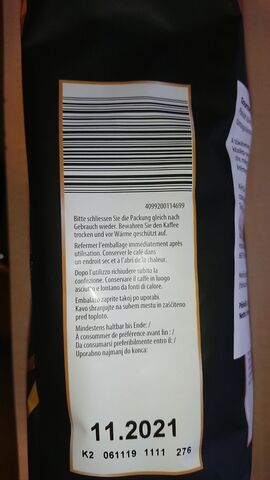 4099200114699
Bitte schliessen Sie die Packung gleich nach
Gebrauch wieder. Bewahren Sie den Kaffee
trocken und vor Wärme geschützt auf.
Refermer l'emballage immédiatement après
utilisation. Conserver le café dans
un endroit sec et à l'abri de la chaleur.
Dopo l'utilizzo richiudere subito la
confezione. Conservare il caffè in luogo
asciutto e lontano da fonti di calore.
Embalažo zaprite takoj po uporabi.
Kavo shranjujte na suhem mestu in zaščiteno
pred toploto.
Mindestens haltbar bis Ende: /
À consommer de préférence avant fin : /
Da consumarsi preferibilmente entro il: /
Uporabno najmanj do konca:
11.2021
K2 061119 1111 276